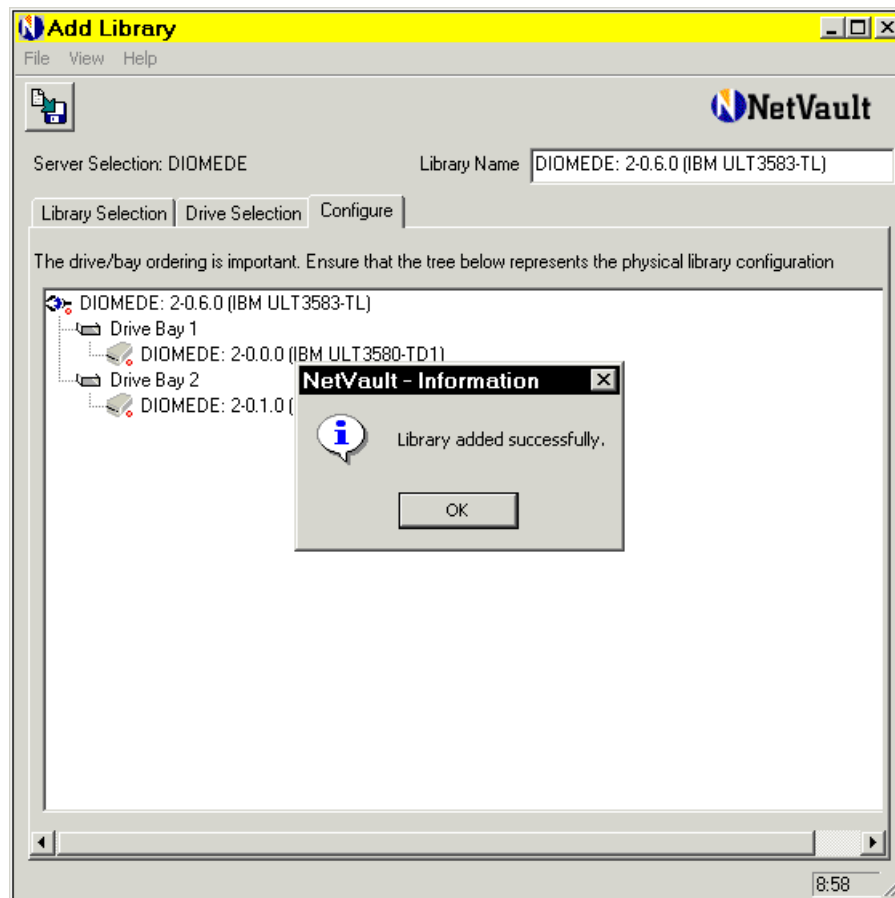 Add Library
File View Help
NetVault
Server Selection: DIOMEDE Library Name DIOMEDE: 2-0.6.0 (IBM ULT3583-TL)
Library Selection Drive Selection Configure
The drive/bay ordering is important. Ensure that the tree below represents the physical library configuration
DIOMEDE: 2-0.6.0 (IBM ULT3583-TL)
Drive Bay 1
DIOMEDE: 2-0.0.0 (IBM ULT3580-TD1)
Drive Bay 2
DIOMEDE: 2-0.1.0 (
NetVault - Information
Library added successfully.
OK
8:58